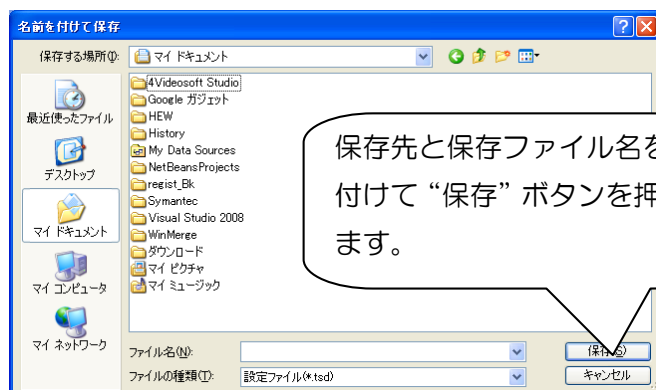 名前を付けて保存
保存する場所(I):
マイ ドキュメント
最近使ったファイル
デスクトップ
マイ ドキュメント
マイ コンピュータ
マイ ネットワーク
4Videosoft Studio
Google ガジェット
HEW
History
My Data Sources
NetBeansProjects
regist_Bk
Symantec
Visual Studio 2008
WinMerge
ダウンロード
マイ ピクチャ
マイ ミュージック
保存先と保存ファイル名を
付けて“保存”ボタンを押
ます。
ファイル名(N):
保存(S)
ファイルの種類(T):
設定ファイル(*.tsd)
キャンセル